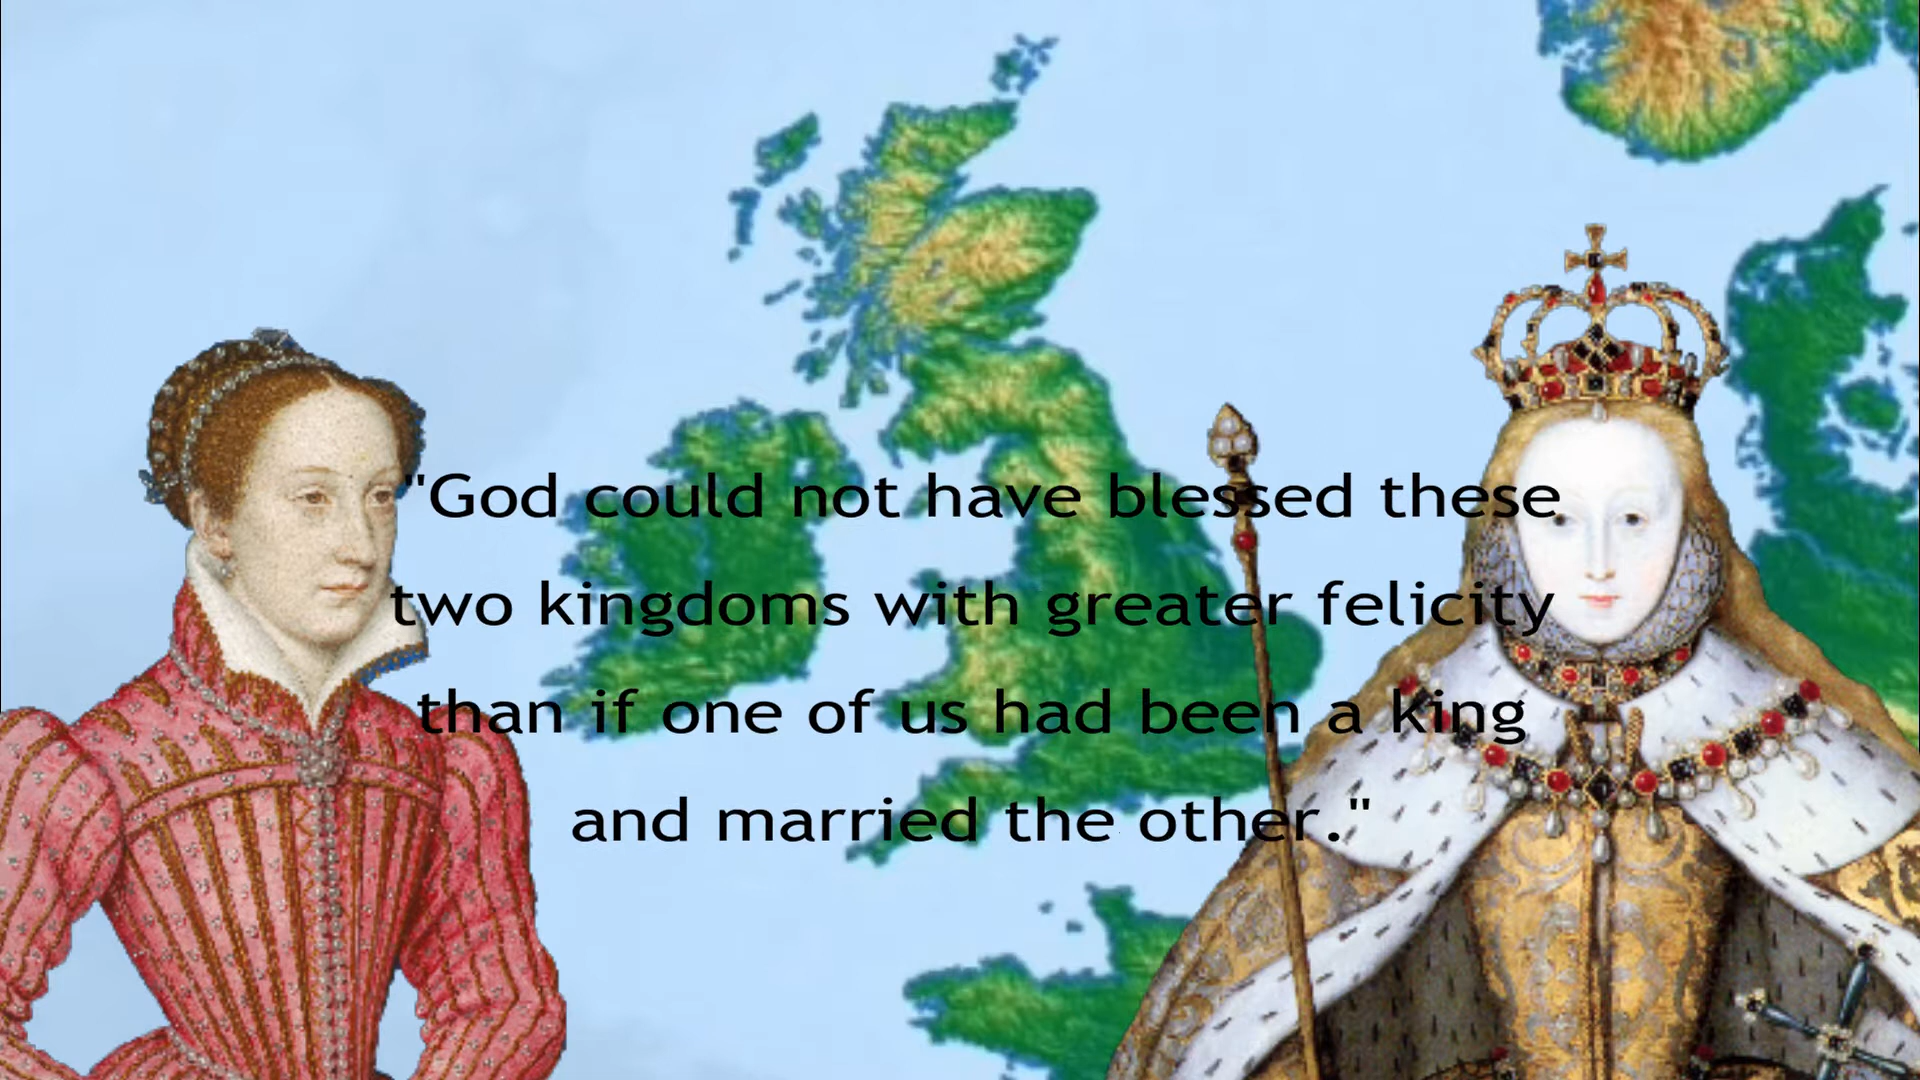 "God could not have blessed these
two kingdoms with greater felicity
than if one of us had been a king
and married the other."